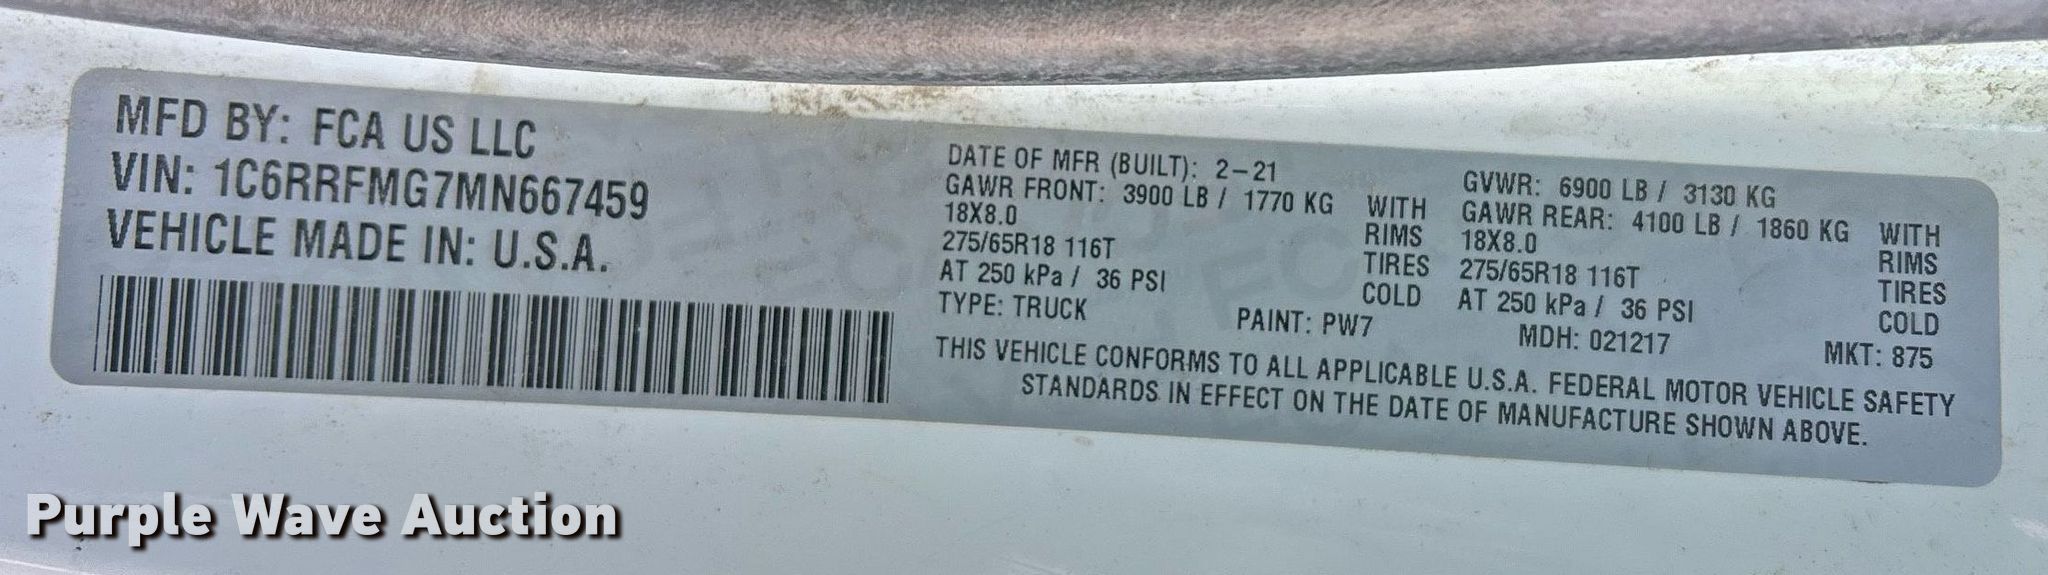 MFD BY: FCA US LLC
VIN: 1C6RRFMG7MN667459
VEHICLE MADE IN: U.S.A.
DATE OF MFR (BUILT): 2-21
GAWR FRONT: 3900 LB / 1770 KG WITH
18X8.0 RIMS
275/65R18 116T TIRES
AT 250 kPa / 36 PSI COLD
TYPE: TRUCK
GVWR: 6900 LB / 3130 KG
GAWR REAR: 4100 LB / 1860 KG WITH
18X8.0 RIMS
275/65R18 116T TIRES
AT 250 kPa / 36 PSI COLD
PAINT: PW7 MDH: 021217 MKT: 875
THIS VEHICLE CONFORMS TO ALL APPLICABLE U.S.A. FEDERAL MOTOR VEHICLE SAFETY
STANDARDS IN EFFECT ON THE DATE OF MANUFACTURE SHOWN ABOVE.
Purple Wave Auction